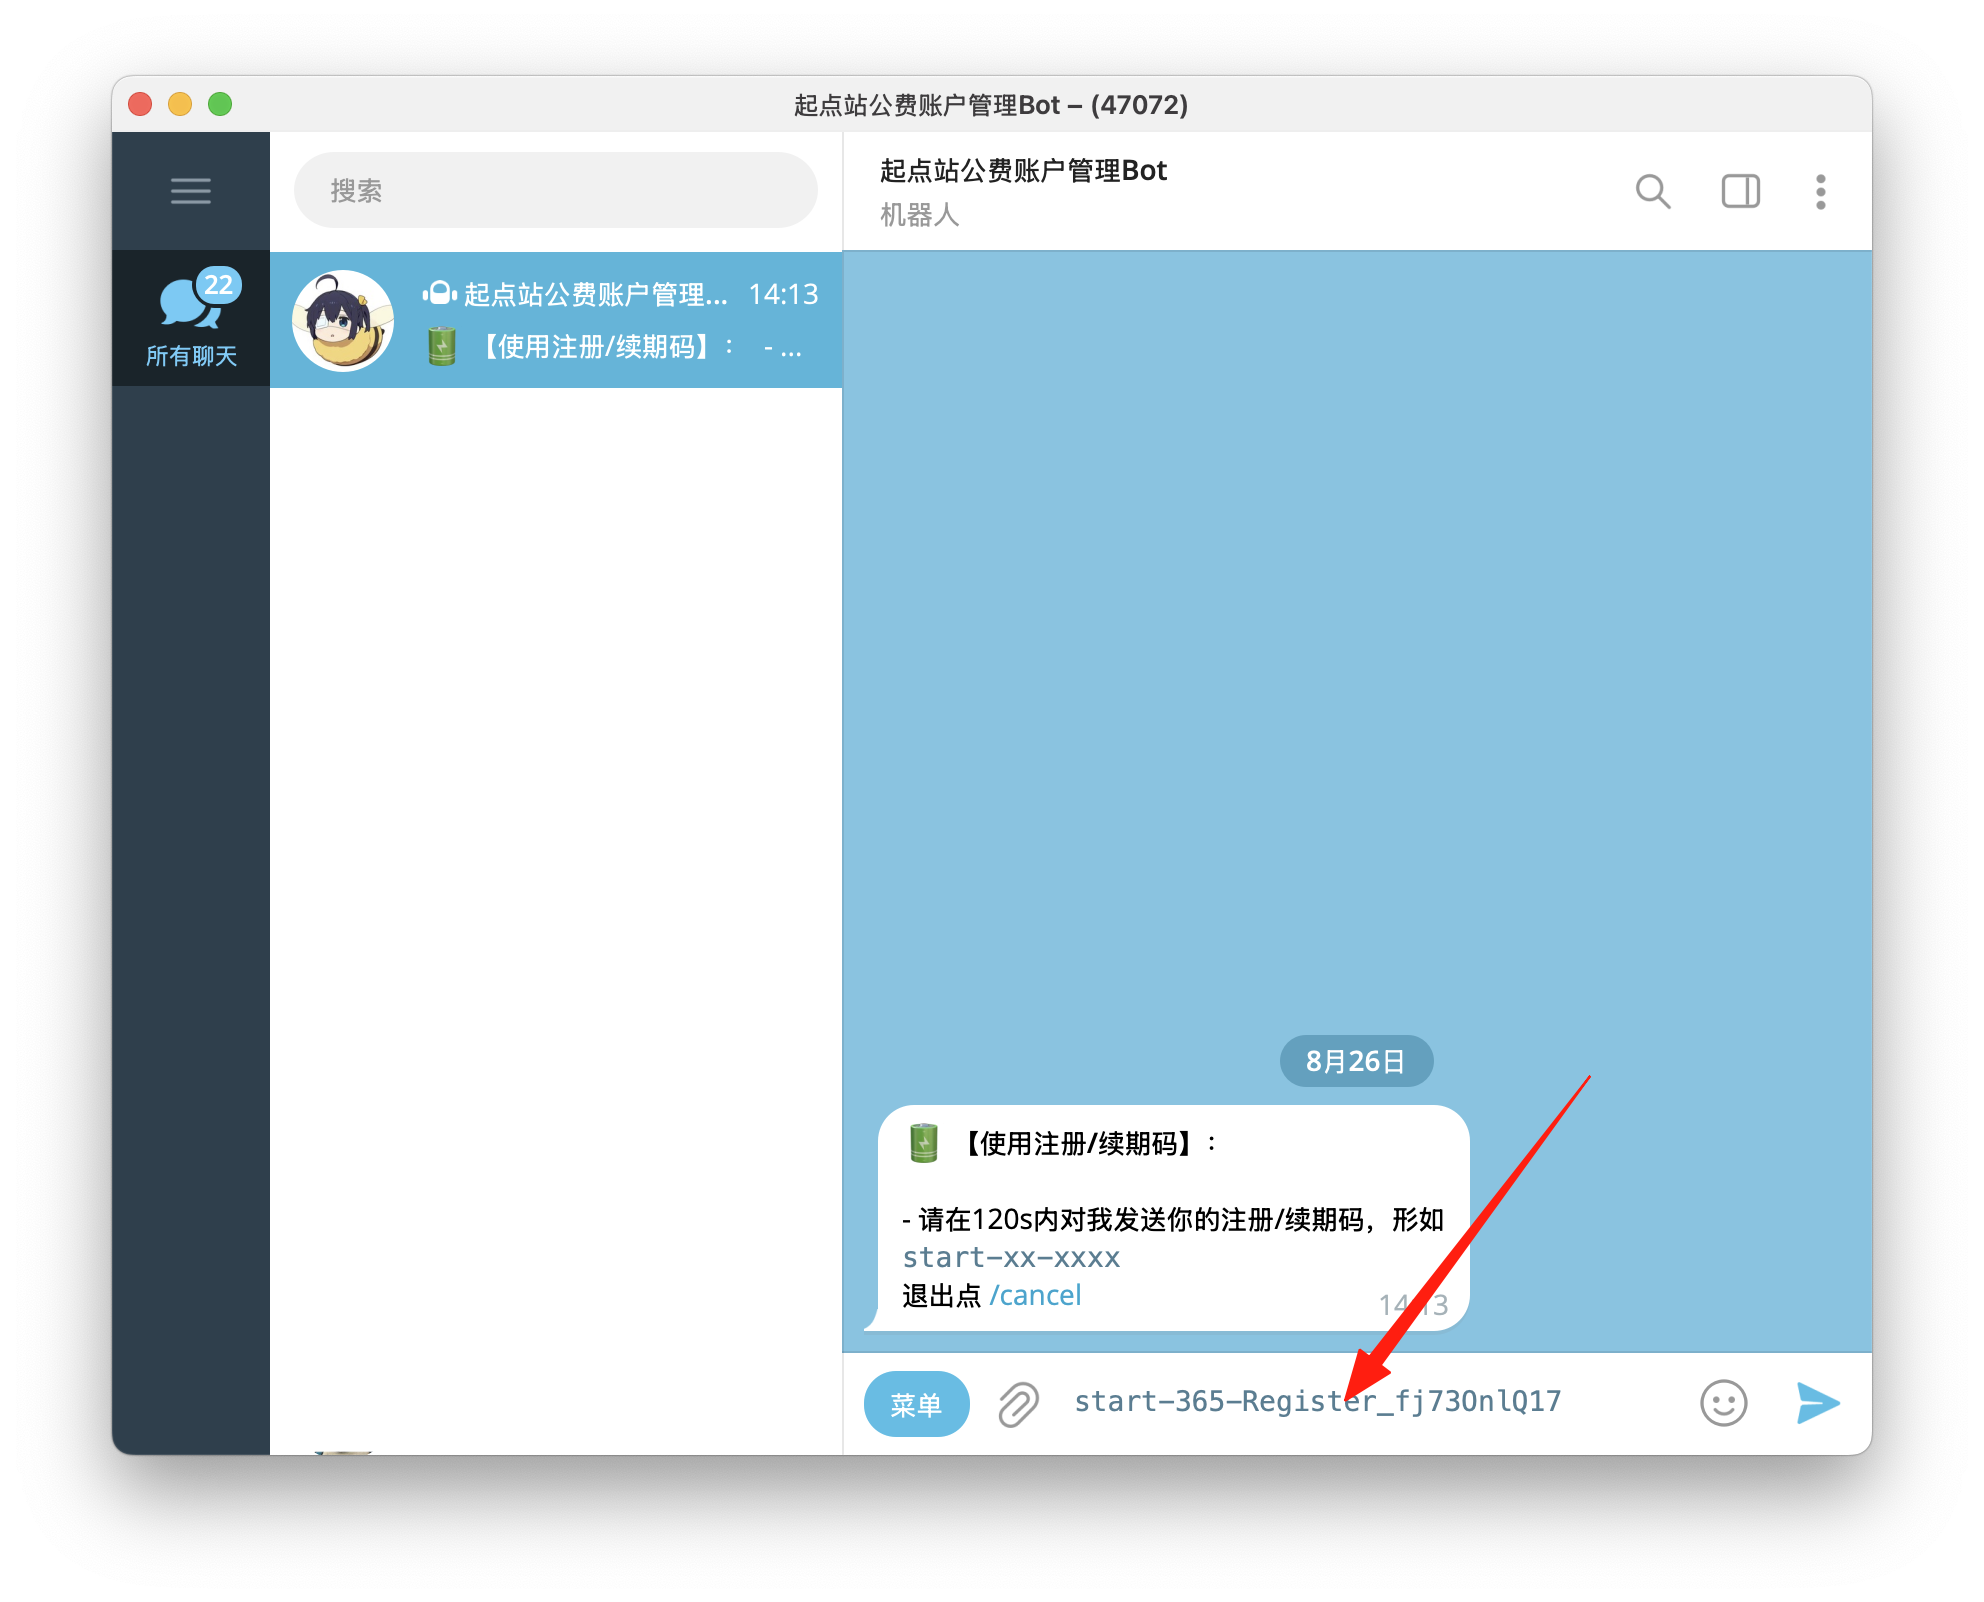 起点站公费账户管理Bot – (47072)
搜索
起点站公费账户管理Bot
机器人
22
所有聊天
起点站公费账户管理... 14:13
【使用注册/续期码】： - ...
8月26日
【使用注册/续期码】：
- 请在120s内对我发送你的注册/续期码，形如
start-xx-xxxx
退出点 /cancel
14:13
菜单
start-365-Register_fj73OnlQ17